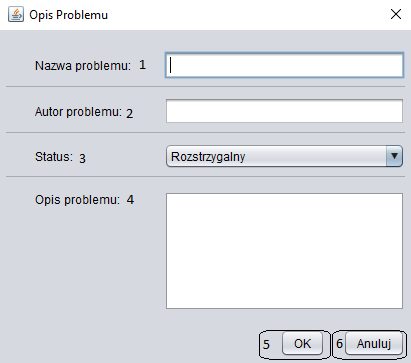 Opis Problemu
Nazwa problemu: 1
Autor problemu: 2
Status: 3
Rozstrzygalny
Opis problemu: 4
5 OK 6 Anuluj